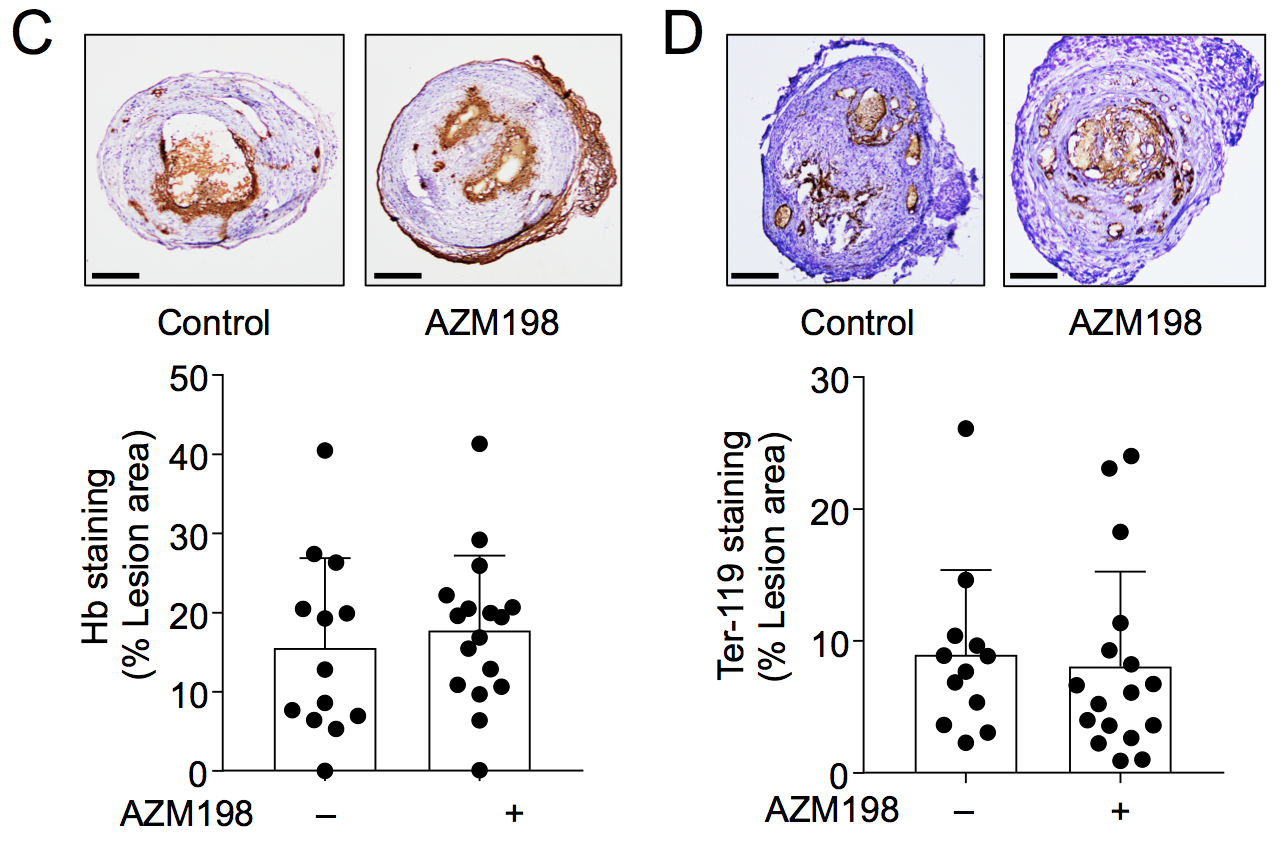 C
D
Control
AZM198
Control
AZM198
Hb staining
(% Lesion area)
50
40
30
20
10
0
AZM198
–
+
Ter-119 staining
(% Lesion area)
30
20
10
0
AZM198
–
+